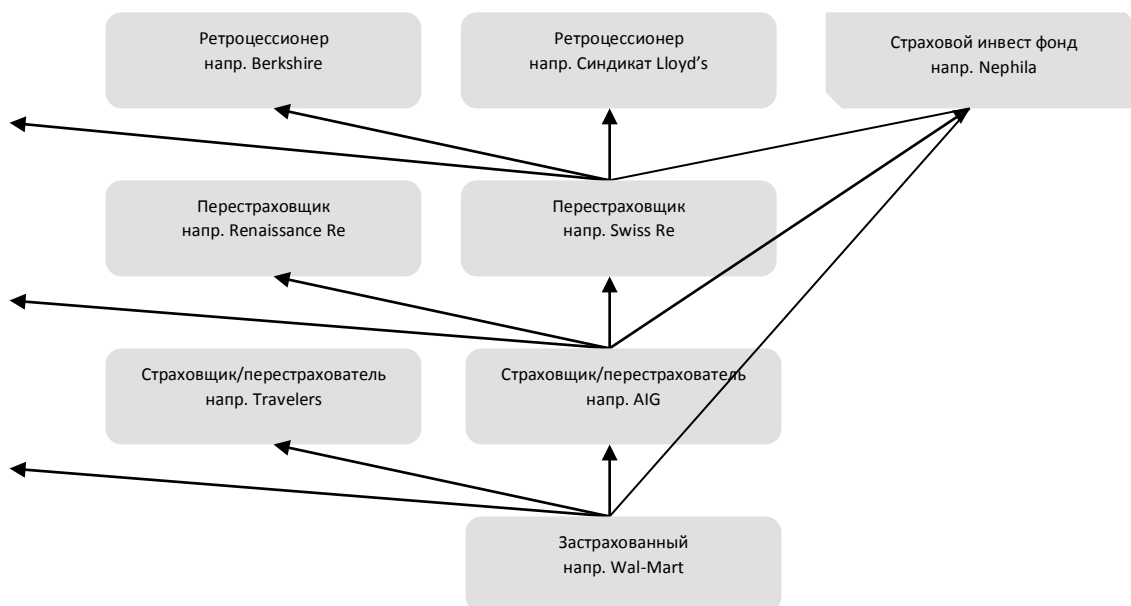 Ретроцессионер
напр. Berkshire
Ретроцессионер
напр. Синдикат Lloyd’s
Страховой инвест фонд
напр. Nephila
Перестраховщик
напр. Renaissance Re
Перестраховщик
напр. Swiss Re
Страховщик/перестрахователь
напр. Travelers
Страховщик/перестрахователь
напр. AIG
Застрахованный
напр. Wal-Mart